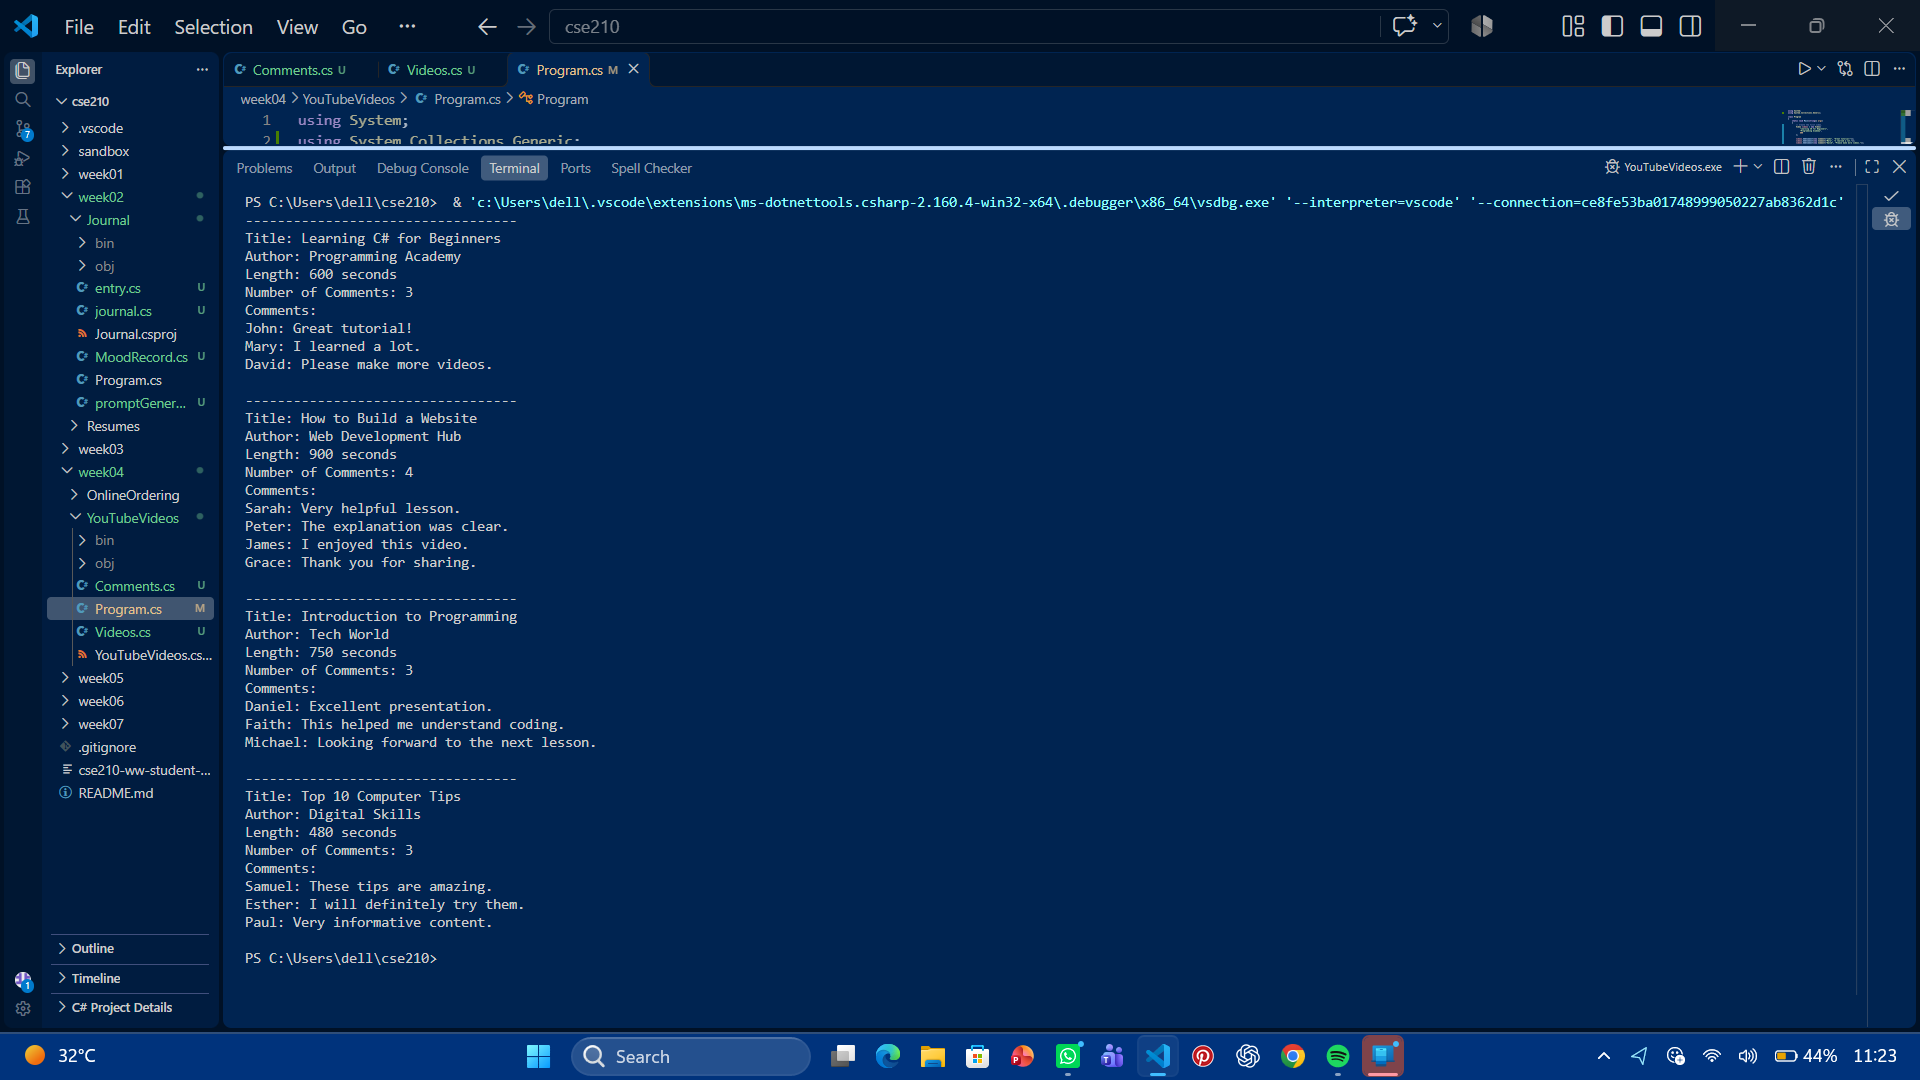 File Edit Selection View Go ··· cse210
Explorer ···
cse210
.vscode
sandbox
week01
week02
Journal
bin
obj
entry.cs U
journal.cs U
Journal.csproj
MoodRecord.cs U
Program.cs
promptGener... U
Resumes
week03
week04
OnlineOrdering
YouTubeVideos
bin
obj
Comments.cs U
Program.cs M
Videos.cs U
YouTubeVideos.cs...
week05
week06
week07
.gitignore
cse210-ww-student-...
README.md
Outline
Timeline
C# Project Details
7
1
Comments.cs U Videos.cs U Program.cs M
week04 > YouTubeVideos > Program.cs > Program
1 using System;
2 using System.Collections.Generic;
Problems Output Debug Console Terminal Ports Spell Checker YouTubeVideos.exe
PS C:\Users\dell\cse210>  & 'c:\Users\dell\.vscode\extensions\ms-dotnettools.csharp-2.160.4-win32-x64\.debugger\x86_64\vsdbg.exe' '--interpreter=vscode' '--connection=ce8fe53ba01748999050227ab8362d1c'
----------------------------------
Title: Learning C# for Beginners
Author: Programming Academy
Length: 600 seconds
Number of Comments: 3
Comments:
John: Great tutorial!
Mary: I learned a lot.
David: Please make more videos.
----------------------------------
Title: How to Build a Website
Author: Web Development Hub
Length: 900 seconds
Number of Comments: 4
Comments:
Sarah: Very helpful lesson.
Peter: The explanation was clear.
James: I enjoyed this video.
Grace: Thank you for sharing.
----------------------------------
Title: Introduction to Programming
Author: Tech World
Length: 750 seconds
Number of Comments: 3
Comments:
Daniel: Excellent presentation.
Faith: This helped me understand coding.
Michael: Looking forward to the next lesson.
----------------------------------
Title: Top 10 Computer Tips
Author: Digital Skills
Length: 480 seconds
Number of Comments: 3
Comments:
Samuel: These tips are amazing.
Esther: I will definitely try them.
Paul: Very informative content.
PS C:\Users\dell\cse210>
32°C Search 44% 11:23